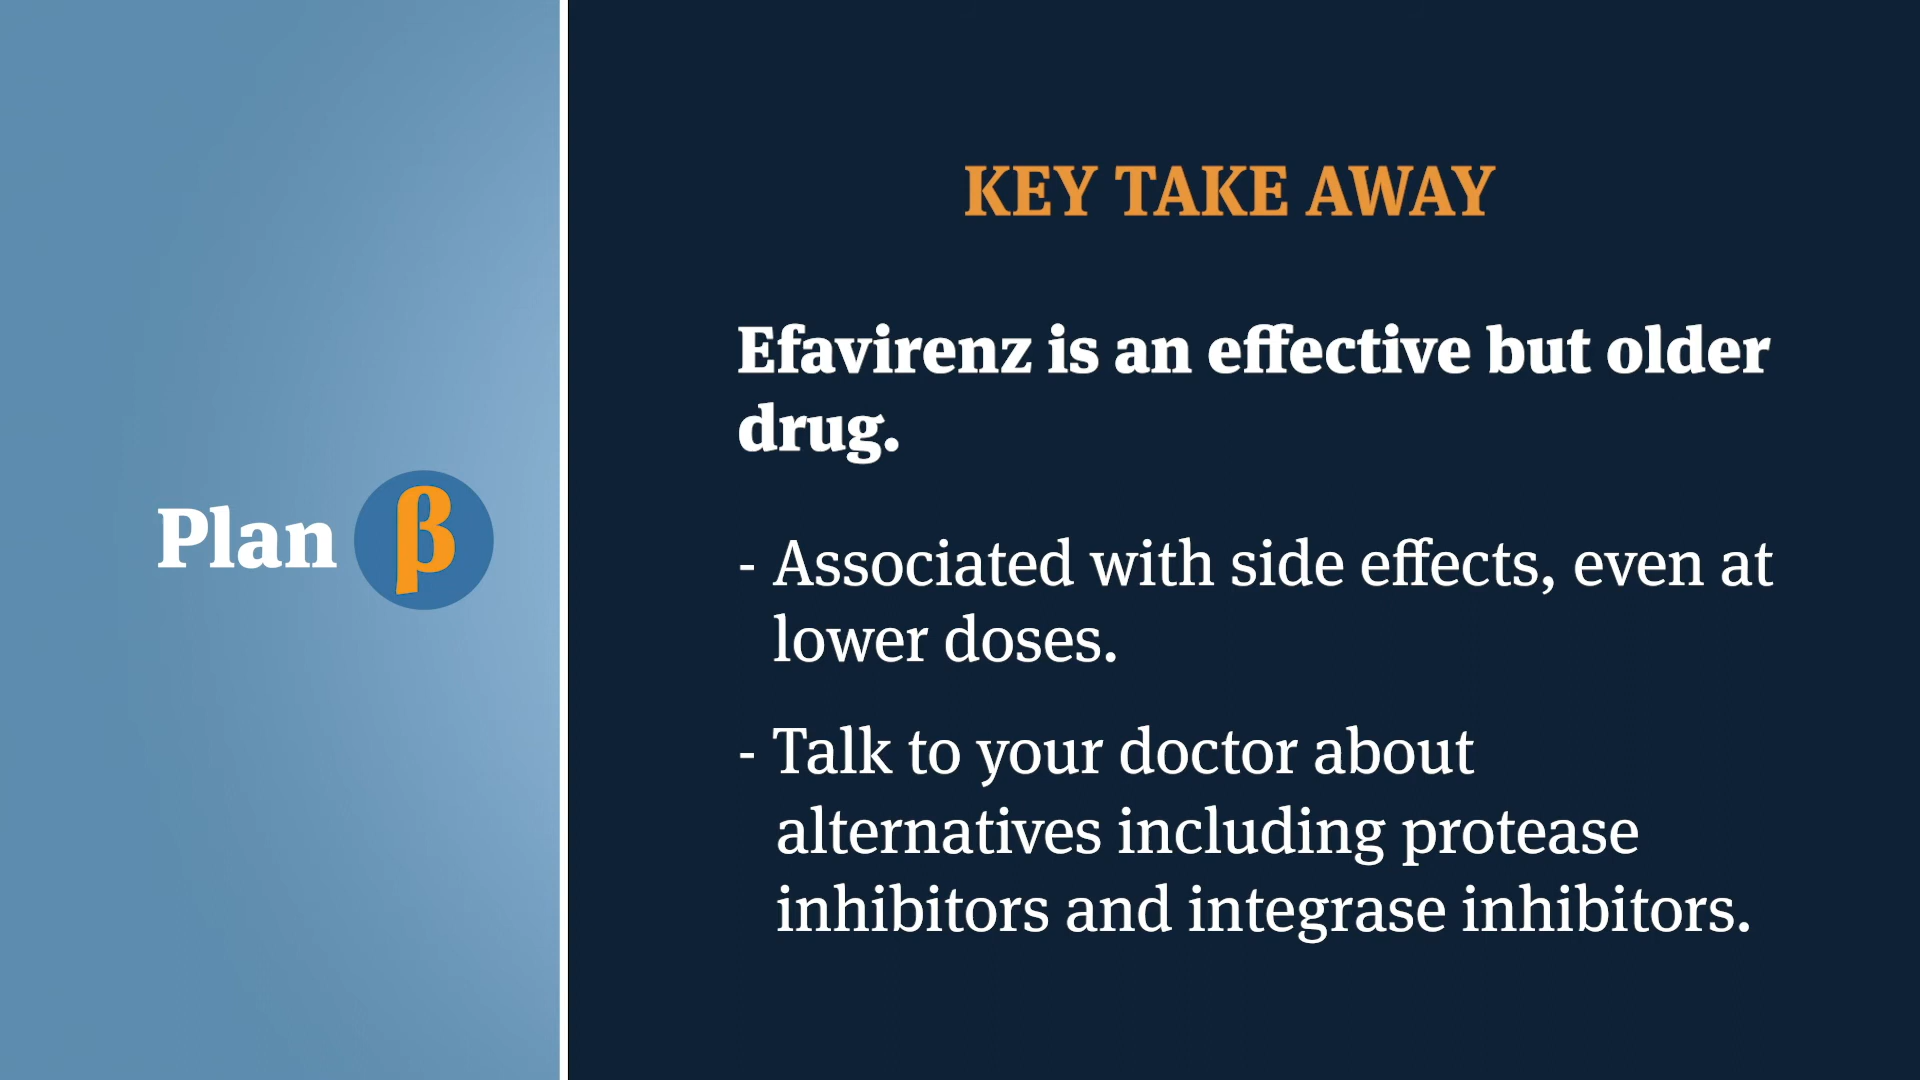 Plan β
KEY TAKE AWAY
Efavirenz is an effective but older
drug.
- Associated with side effects, even at
lower doses.
- Talk to your doctor about
alternatives including protease
inhibitors and integrase inhibitors.